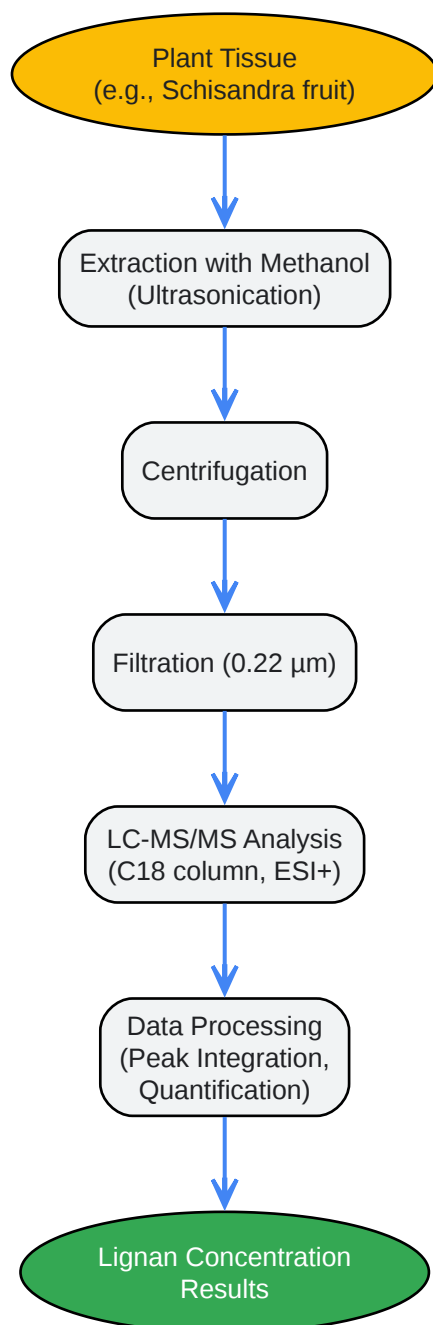 Plant Tissue
(e.g., Schisandra fruit)
Extraction with Methanol
(Ultrasonication)
Centrifugation
Filtration (0.22 µm)
LC-MS/MS Analysis
(C18 column, ESI+)
Data Processing
(Peak Integration,
Quantification)
Lignan Concentration
Results